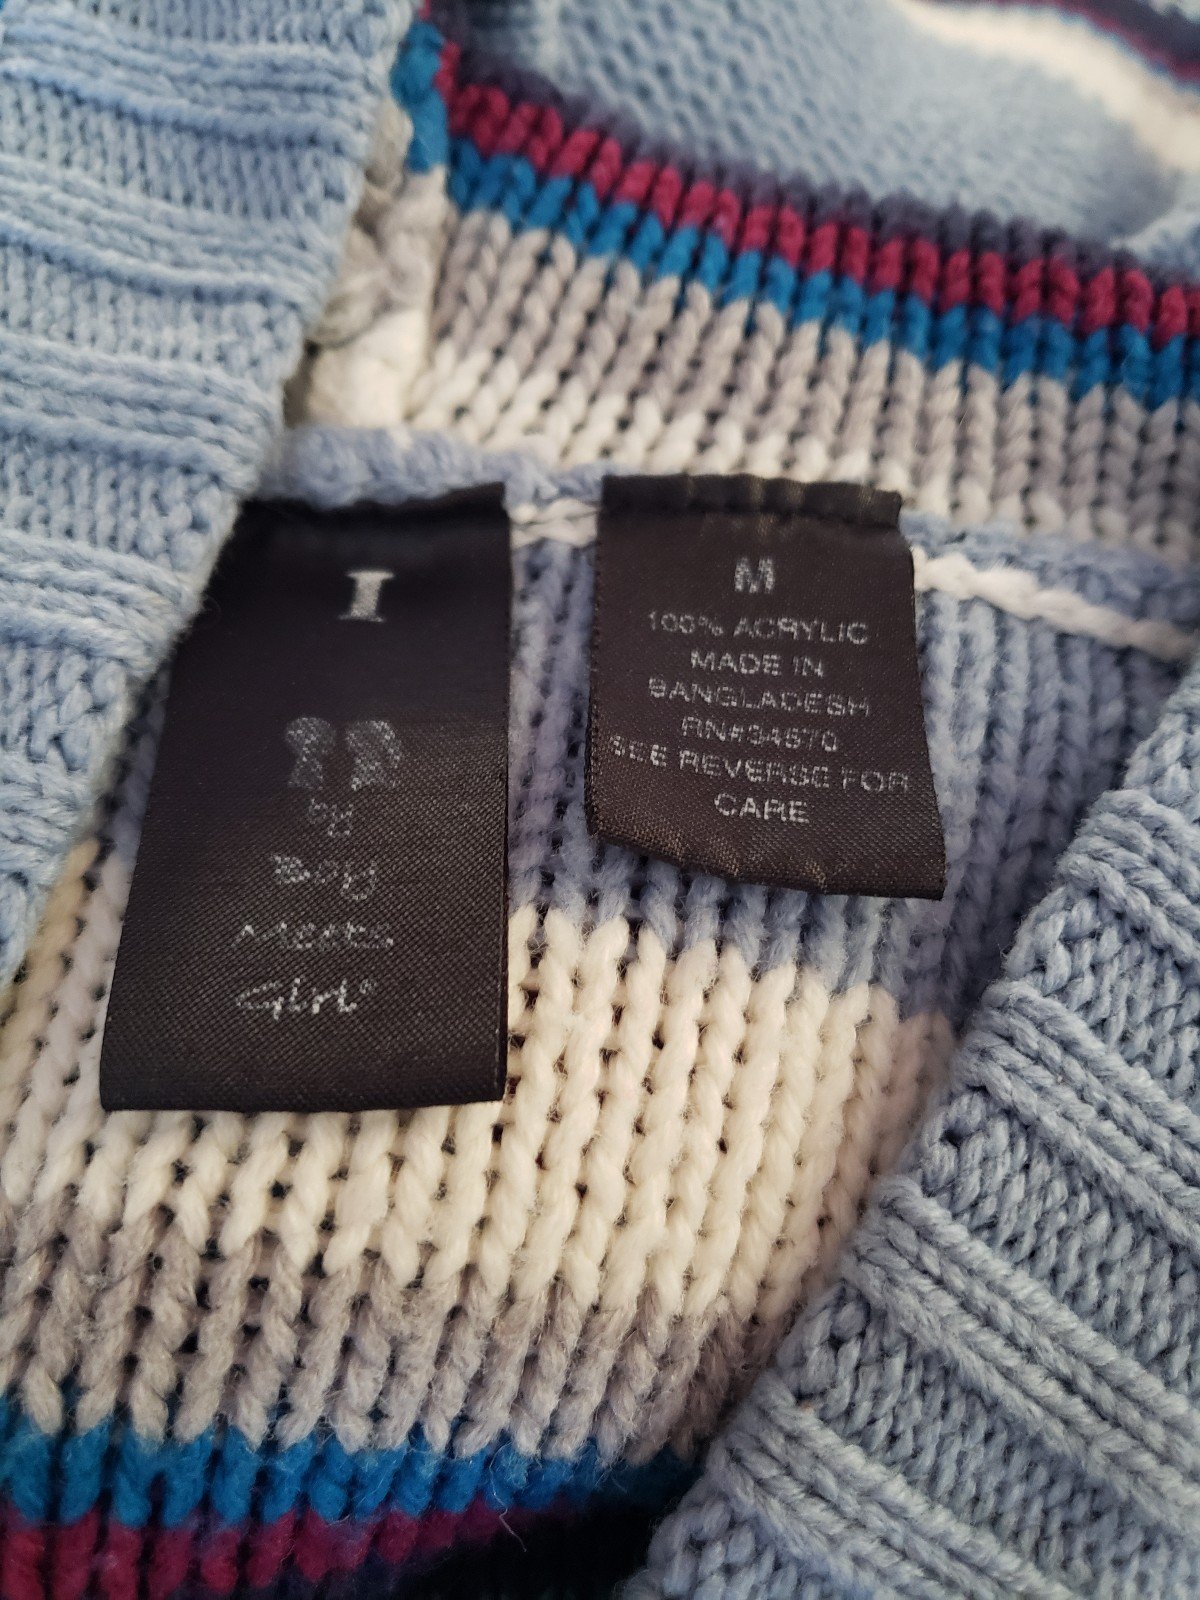 I
by
Boy
Meets
Girl®
M
100% ACRYLIC
MADE IN
BANGLADESH
RN#34570
SEE REVERSE FOR
CARE